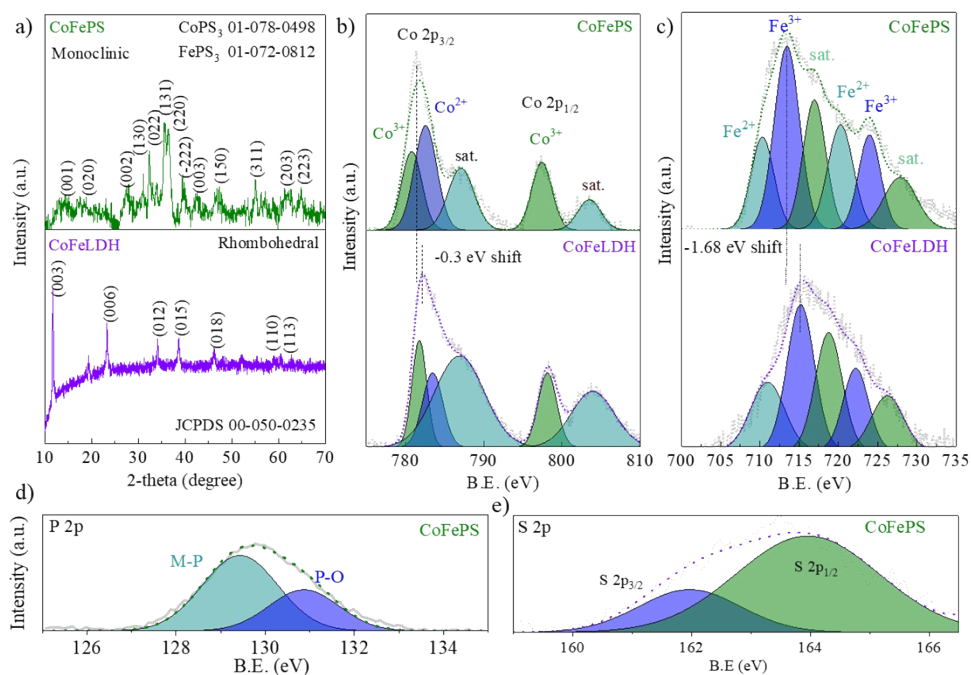 a)
CoFePS
CoPS3 01-078-0498
Monoclinic
FePS3 01-072-0812
(001)
(020)
(002)
(130)
(022)
(131)
(220)
(-222)
(003)
(150)
(311)
(203)
(223)
CoFeLDH
Rhombohedral
(003)
(006)
(012)
(015)
(018)
(110)
(113)
JCPDS 00-050-0235
Intensity (a.u.)
10 20 30 40 50 60 70
2-theta (degree)
b)
Co 2p3/2
CoFePS
Co3+
Co2+
sat.
Co 2p1/2
Co3+
sat.
CoFeLDH
-0.3 eV shift
Intensity (a.u.)
780 790 800 810
B.E. (eV)
c)
Fe3+
CoFePS
sat.
Fe2+
Fe2+
Fe3+
sat.
CoFeLDH
-1.68 eV shift
Intensity (a.u.)
700 705 710 715 720 725 730 735
B.E. (eV)
d)
P 2p
CoFePS
M-P
P-O
Intensity (a.u.)
126 128 130 132 134
B.E. (eV)
e)
S 2p
CoFePS
S 2p3/2
S 2p1/2
Intensity (a.u.)
160 162 164 166
B.E (eV)